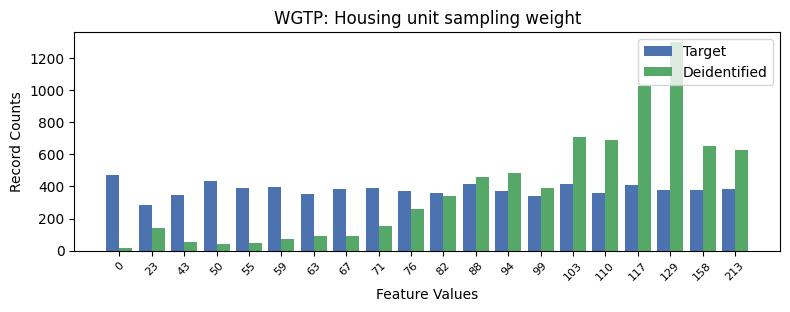 WGTP: Housing unit sampling weight
Target
Deidentified
Record Counts
1200
1000
800
600
400
200
0
0 23 43 50 55 59 63 67 71 76 82 88 94 99 103 110 117 129 158 213
Feature Values